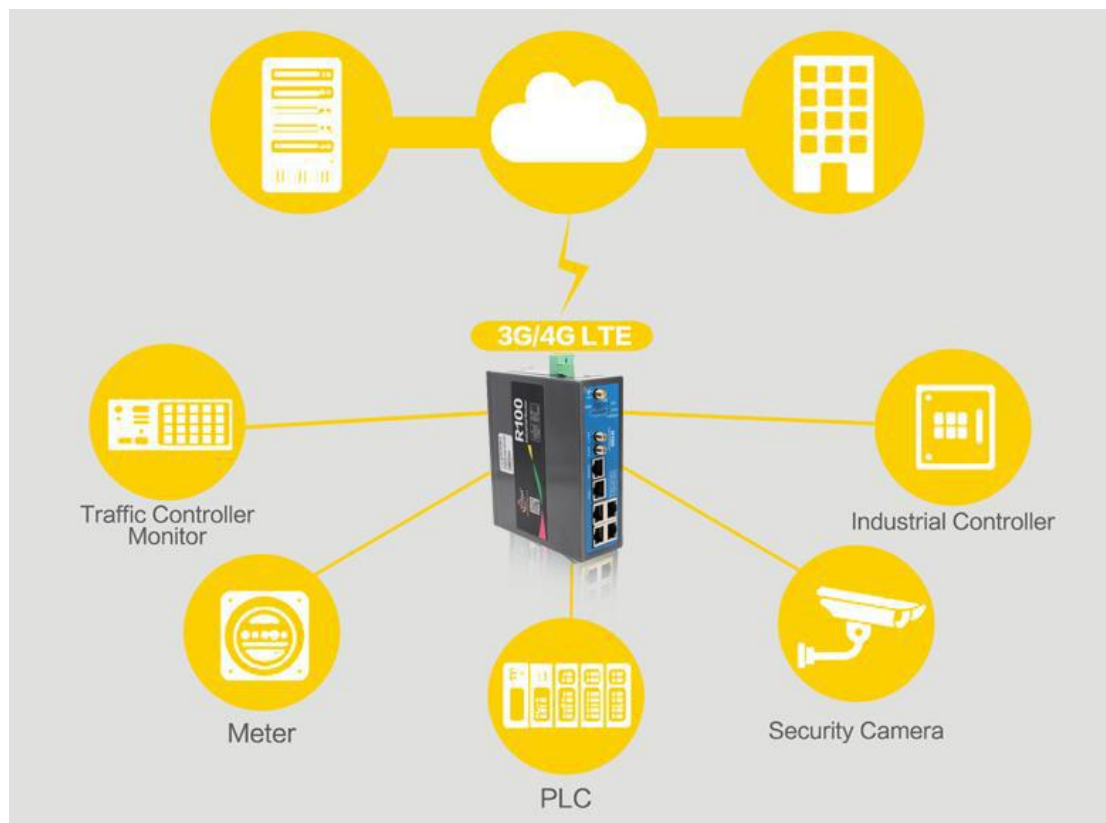 3G/4G LTE
R100
Traffic Controller
Monitor
Industrial Controller
Meter
Security Camera
PLC